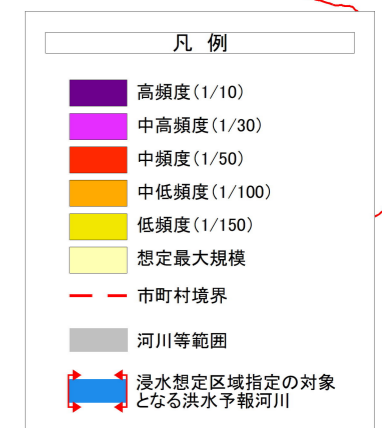 凡 例
高頻度(1/10)
中高頻度(1/30)
中頻度(1/50)
中低頻度(1/100)
低頻度(1/150)
想定最大規模
市町村境界
河川等範囲
浸水想定区域指定の対象
となる洪水予報河川